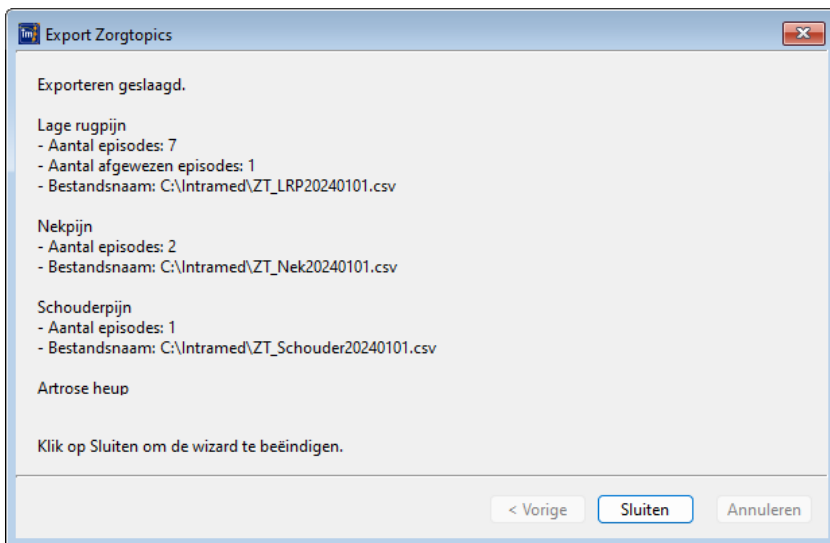 Export Zorgtopics
Exporteren geslaagd.
Lage rugpijn
- Aantal episodes: 7
- Aantal afgewezen episodes: 1
- Bestandsnaam: C:\Intramed\ZT_LRP20240101.csv
Nekpijn
- Aantal episodes: 2
- Bestandsnaam: C:\Intramed\ZT_Nek20240101.csv
Schouderpijn
- Aantal episodes: 1
- Bestandsnaam: C:\Intramed\ZT_Schouder20240101.csv
Artrose heup
Klik op Sluiten om de wizard te beëindigen.
< Vorige
Sluiten
Annuleren